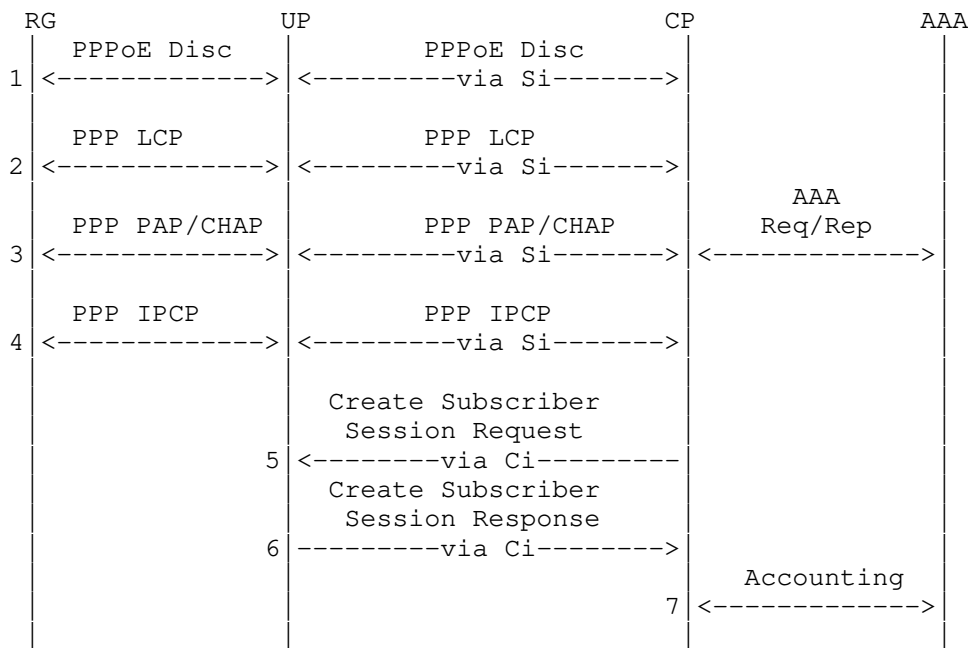 RG UP CP AAA
PPPoE Disc PPPoE Disc
1 <-------------> <---------via Si------->
PPP LCP PPP LCP
2 <-------------> <---------via Si------->
AAA
PPP PAP/CHAP PPP PAP/CHAP Req/Rep
3 <-------------> <---------via Si-------> <------------->
PPP IPCP PPP IPCP
4 <-------------> <---------via Si------->
Create Subscriber
Session Request
5 <--------via Ci---------
Create Subscriber
Session Response
6 ---------via Ci-------->
Accounting
7 <------------->